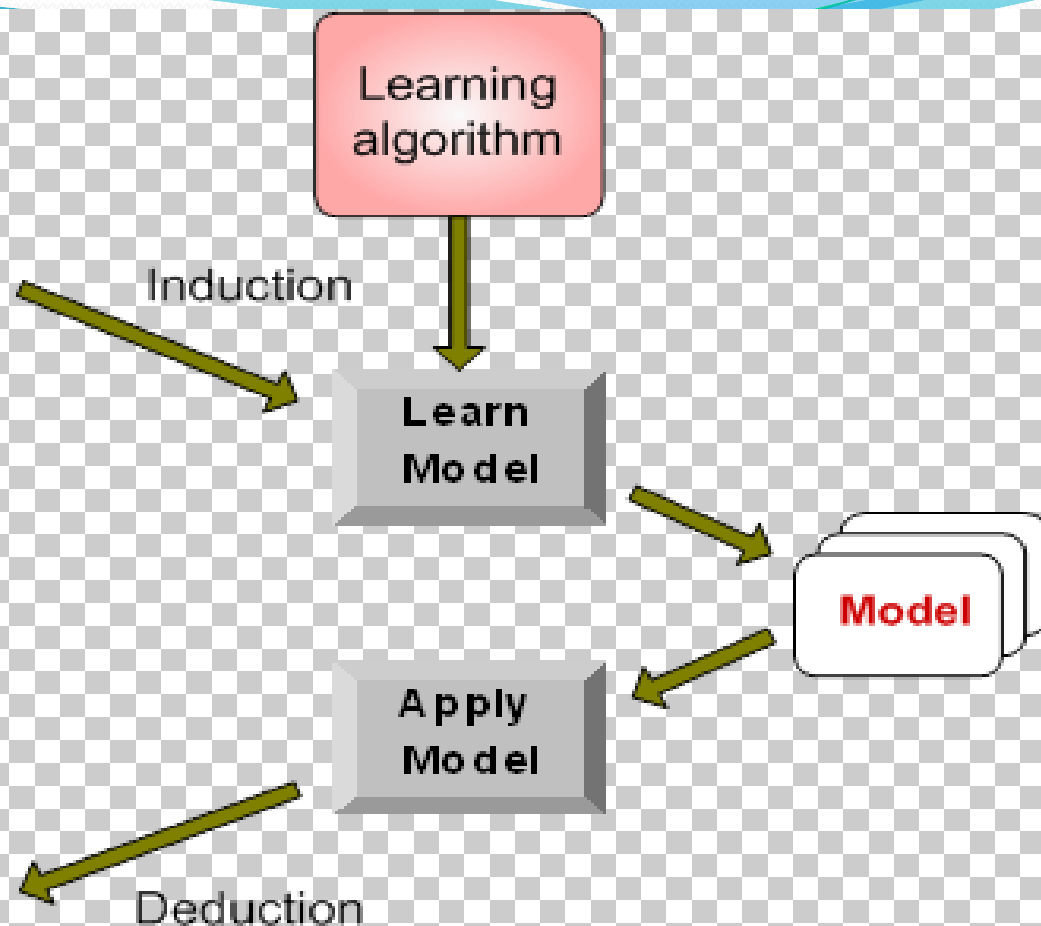 Learning
algorithm
Induction
Learn
Model
Model
Apply
Model
Deduction